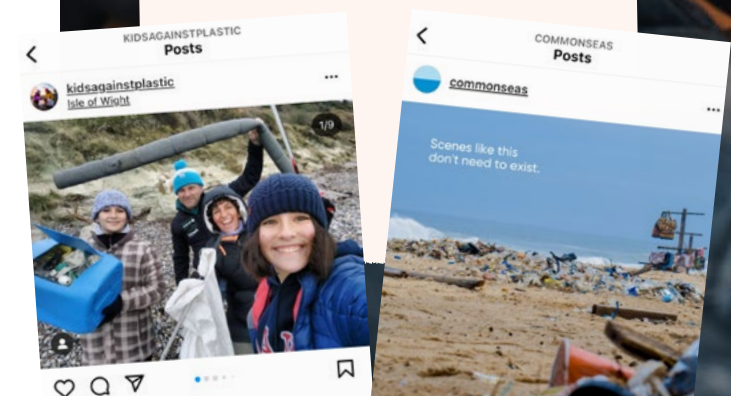 KIDSAGAINSTPLASTIC
Posts
kidsagainstplastic
Isle of Wight
1/9
COMMONSEAS
Posts
commonseas
Scenes like this
don't need to exist.